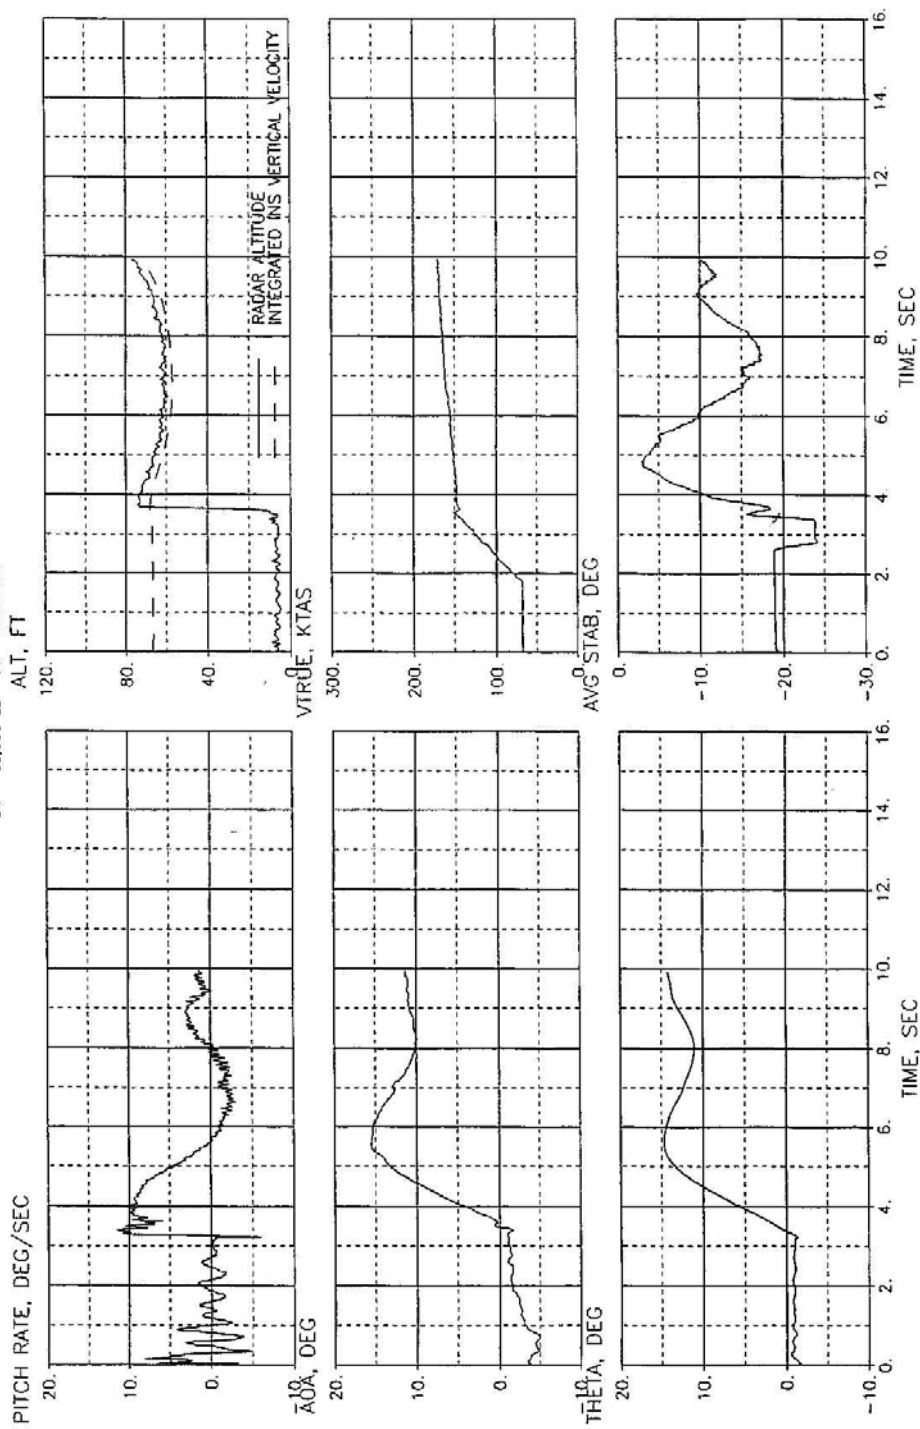 PITCH RATE, DEG/SEC
20.
10.
0.
-10.
AOA, DEG
20.
10.
0.
-10.
THETA, DEG
20.
10.
0.
-10.
0. 2. 4. 6. 8. 10. 12. 14. 16.
TIME, SEC
ALT, FT
120.
80.
40.
0.
RADAR ALTITUDE
INTEGRATED INS VERTICAL VELOCITY
VTRUE, KTAS
300.
200.
100.
0.
AVG STAB, DEG
0.
-10.
-20.
-30.
0. 2. 4. 6. 8. 10. 12. 14. 16.
TIME, SEC